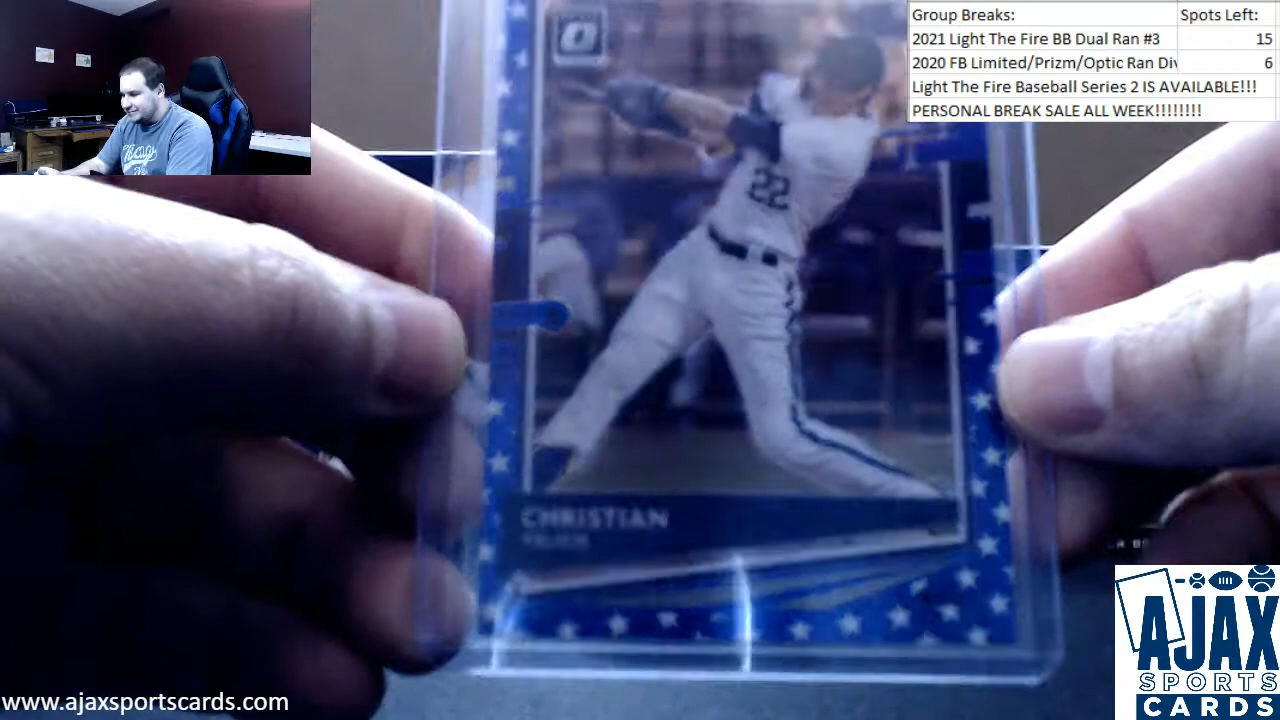 Group Breaks: Spots Left:
2021 Light The Fire BB Dual Ran #3 15
2020 FB Limited/Prizm/Optic Ran Div 6
Light The Fire Baseball Series 2 IS AVAILABLE!!!
PERSONAL BREAK SALE ALL WEEK!!!!!!!!
22
CHRISTIAN
AJAX
SPORTS
CARDS
www.ajaxsportscards.com